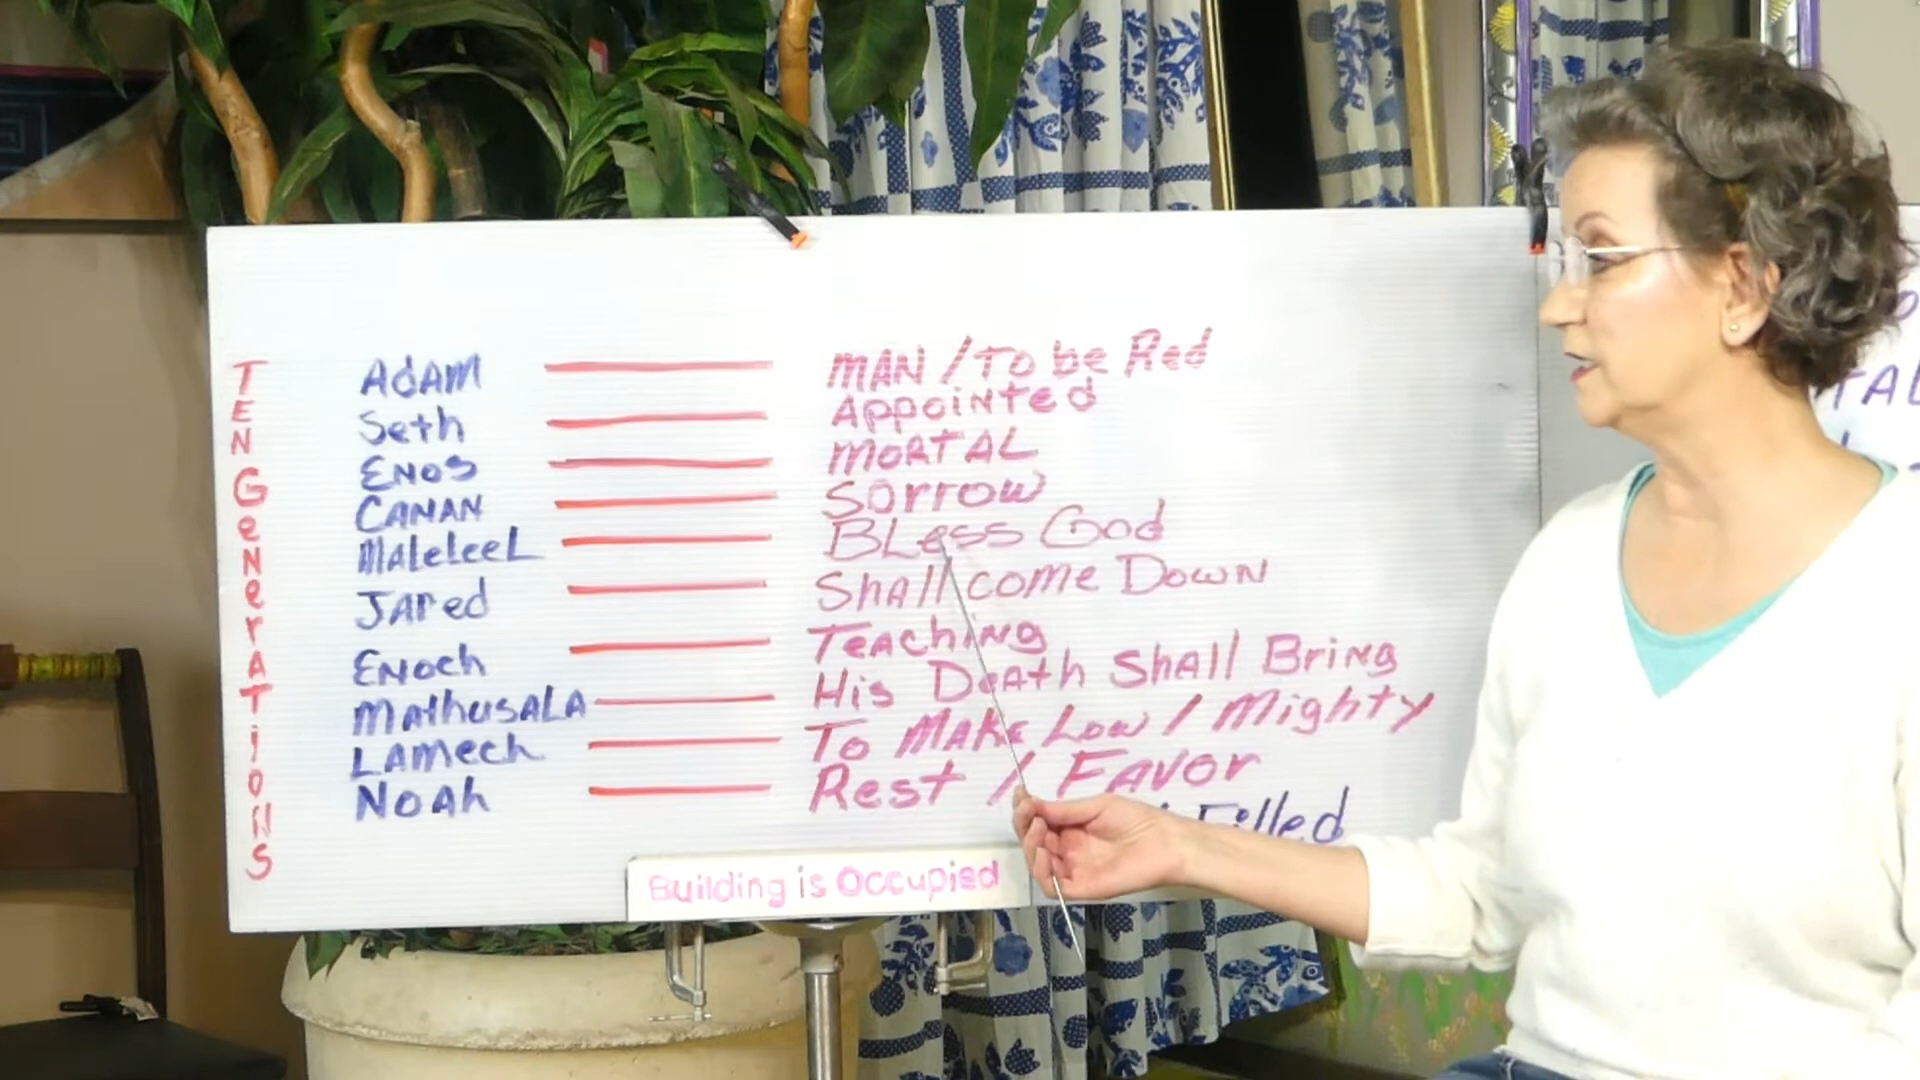 TEN GENERATIONS
ADAM MAN / TO be Red
Seth Appointed
ENOS MORTAL
CANAN SOrrow
MALeLeeL BLess God
JAred Shall come Down
ENOCh TeachiNg
MAThusALA His DeATh Shall BriNg
LAMech To Make Low / Mighty
NOAh Rest / FAVOr
Filled
Building is Occupied
TAL